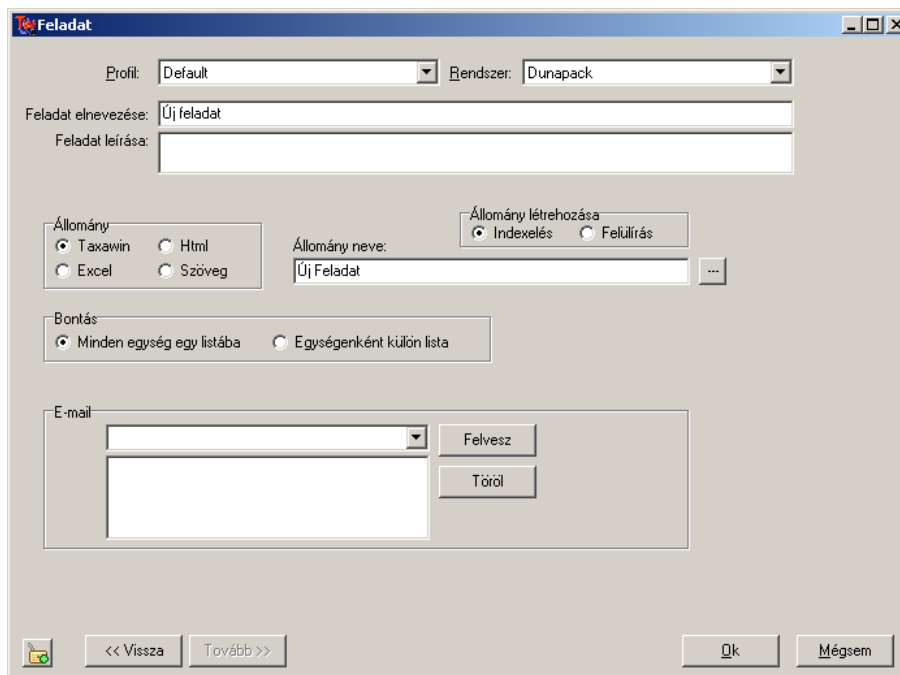 Feladat
Profil: Default Rendszer: Dunapack
Feladat elnevezése: Új feladat
Feladat leírása:
Állomány
Taxawin Html
Excel Szöveg
Állomány létrehozása
Indexelés Felülírás
Állomány neve:
Új Feladat ...
Bontás
Minden egység egy listába Egységenként külön lista
E-mail
Felvesz
Töröl
<< Vissza Tovább >> Ok Mégsem